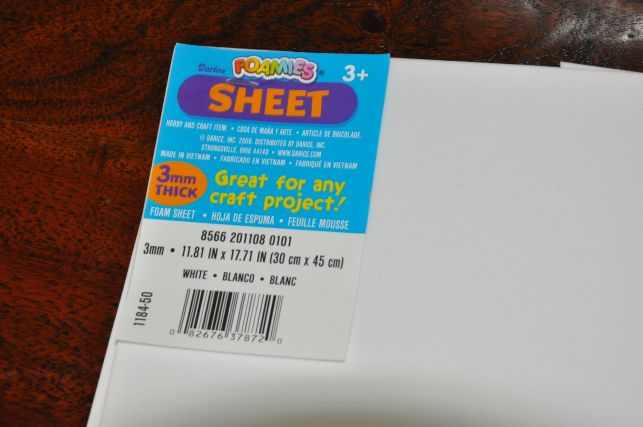 Darice® FOAMIES® 3+
SHEET
HOBBY AND CRAFT ITEM. • COSA DE MAÑA Y ARTE. • ARTICLE DE BRICOLAGE.
© DARICE, INC. 2008. DISTRIBUTED BY DARICE, INC.
STRONGSVILLE, OHIO 44149 • WWW.DARICE.COM
MADE IN VIETNAM • FABRICADO EN VIETNAM • FABRIQUÉ EN VIETNAM
3mm THICK
Great for any
craft project!
FOAM SHEET • HOJA DE ESPUMA • FEUILLE MOUSSE
8566 201108 0101
3mm • 11.81 IN x 17.71 IN (30 cm x 45 cm)
WHITE • BLANCO • BLANC
1184-50
0 82676 37872 0